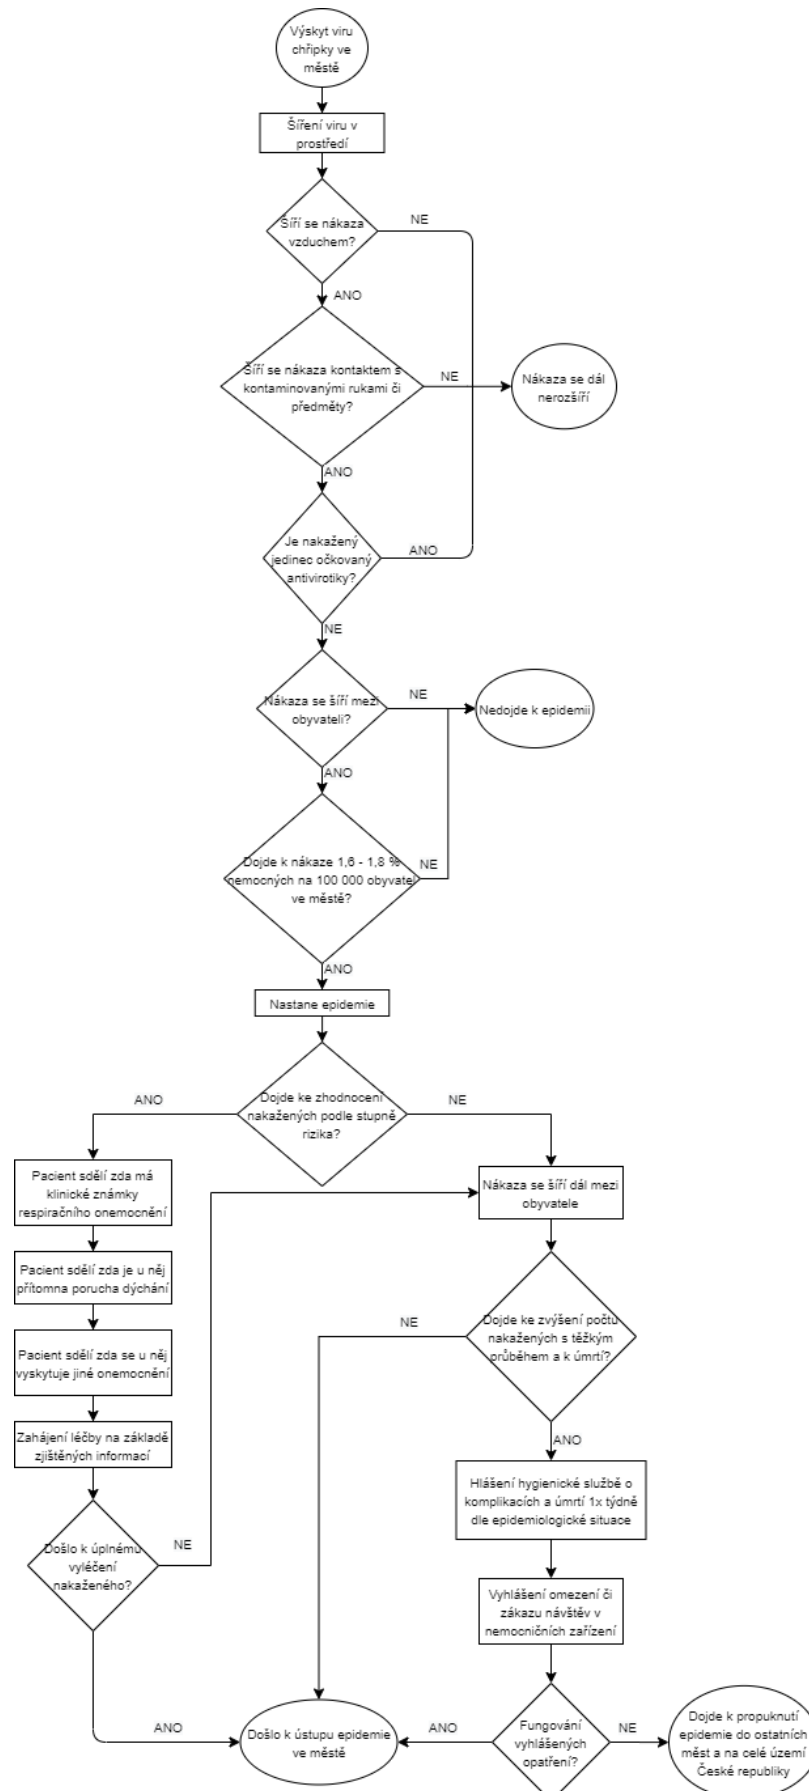 Výskyt viru
chřipky ve
městě
Šíření viru v
prostředí
Šíří se nákaza
vzduchem?
NE
ANO
Šíří se nákaza kontaktem s
kontaminovanými rukami či
předměty?
NE
Nákaza se dál
nerozšíří
ANO
Je nakažený
jedinec očkovaný
antivirotiky?
ANO
NE
Nákaza se šíří mezi
obyvateli?
NE
Nedojde k epidemii
ANO
Dojde k nákaze 1,6 - 1,8 %
nemocných na 100 000 obyvatel
ve městě?
NE
ANO
Nastane epidemie
Dojde ke zhodnocení
nakažených podle stupně
rizika?
ANO
NE
Pacient sdělí zda má
klinické známky
respiračního onemocnění
Nákaza se šíří dál mezi
obyvatele
Pacient sdělí zda je u něj
přítomna porucha dýchání
Pacient sdělí zda se u něj
vyskytuje jiné onemocnění
Dojde ke zvýšení počtu
nakažených s těžkým
průběhem a k úmrtí?
NE
ANO
Zahájení léčby na základě
zjištěných informací
Hlášení hygienické službě o
komplikacích a úmrtí 1x týdně
dle epidemiologické situace
Došlo k úplnému
vyléčení
nakaženého?
NE
Vyhlášení omezení či
zákazu návštěv v
nemocničních zařízení
ANO
Došlo k ústupu epidemie
ve městě
ANO
Fungování
vyhlášených
opatření?
NE
Dojde k propuknutí
epidemie do ostatních
měst a na celé území
České republiky